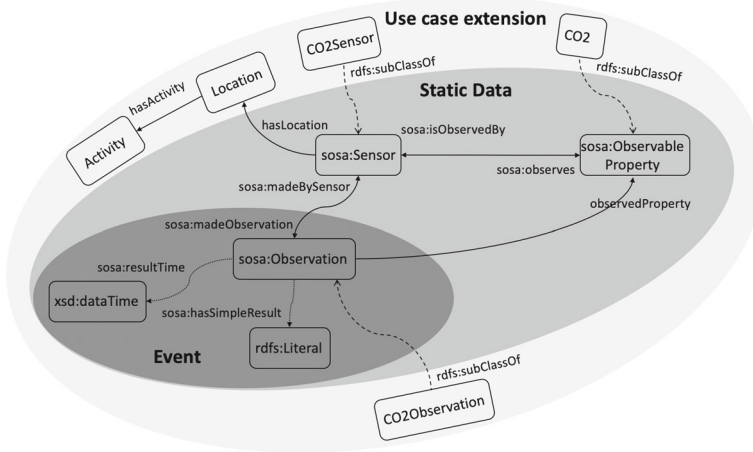 Use case extension
CO2Sensor
CO2
rdfs:subClassOf
rdfs:subClassOf
Location
hasActivity
Static Data
Activity
hasLocation
sosa:isObservedBy
sosa:Sensor
sosa:Observable
Property
sosa:observes
sosa:madeBySensor
observedProperty
sosa:madeObservation
sosa:Observation
sosa:resultTime
xsd:dataTime
sosa:hasSimpleResult
rdfs:Literal
Event
rdfs:subClassOf
CO2Observation